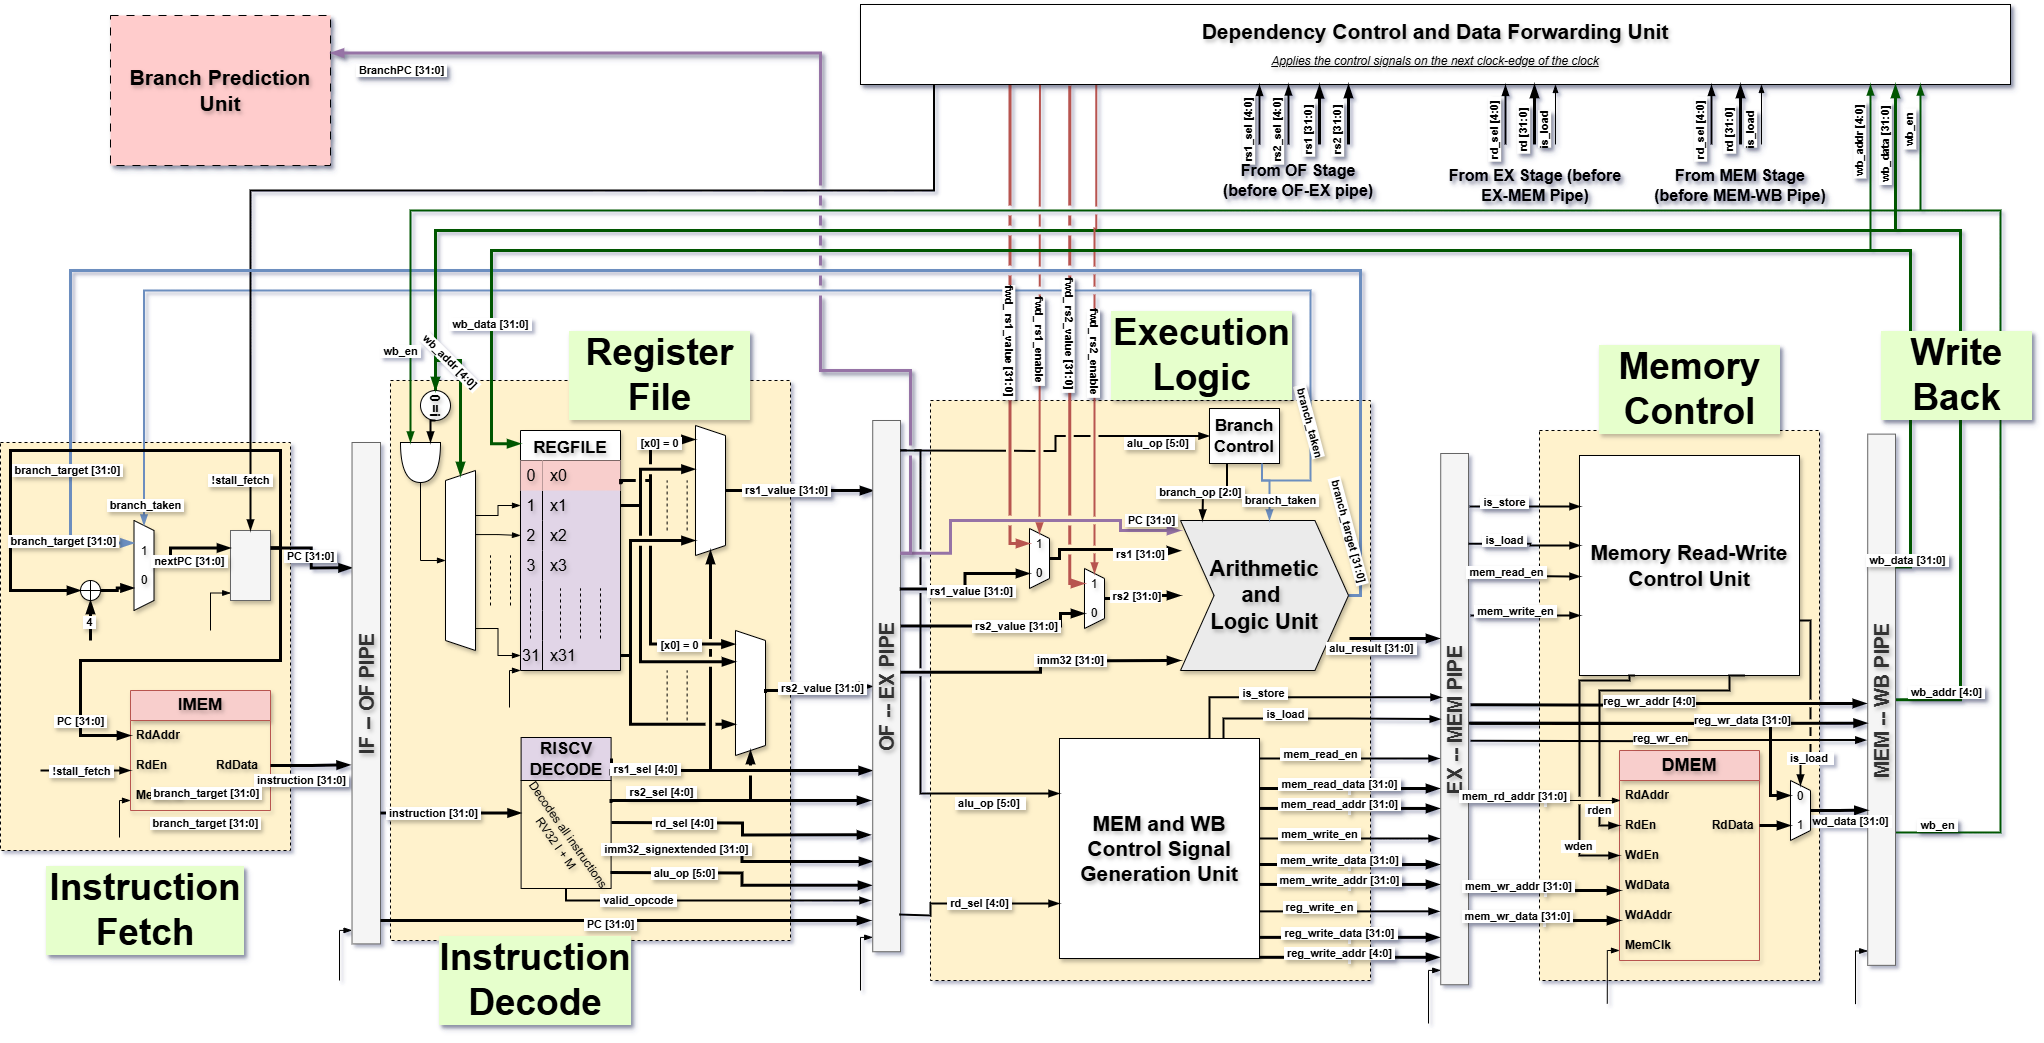 Dependency Control and Data Forwarding Unit
Applies the control signals on the next clock-edge of the clock
Branch Prediction
Unit
BranchPC [31:0]
rs1_sel [4:0]
rs2_sel [4:0]
rs1 [31:0]
rs2 [31:0]
From OF Stage
(before OF-EX pipe)
rd_sel [4:0]
rd [31:0]
is_load
From EX Stage (before
EX-MEM Pipe)
rd_sel [4:0]
rd [31:0]
is_load
From MEM Stage
(before MEM-WB Pipe)
wb_addr [4:0]
wb_data [31:0]
wb_en
fwd_rs1_value [31:0]
fwd_rs1_enable
fwd_rs2_value [31:0]
fwd_rs2_enable
branch_target [31:0]
branch_taken
!stall_fetch
branch_target [31:0]
1
0
nextPC [31:0]
4
PC [31:0]
PC [31:0]
IMEM
RdAddr
RdEn
RdData
!stall_fetch
Me
branch_target [31:0]
branch_target [31:0]
instruction [31:0]
Instruction
Fetch
IF – OF PIPE
wb_en
wb_addr [4:0]
wb_data [31:0]
Register
File
REGFILE
0 x0
1 x1
2 x2
3 x3
31 x31
[x0] = 0
[x0] = 0
rs1_value [31:0]
rs2_value [31:0]
RISCV
DECODE
Decodes all instructions
RV32 I + M
instruction [31:0]
rs1_sel [4:0]
rs2_sel [4:0]
rd_sel [4:0]
imm32_signextended [31:0]
alu_op [5:0]
valid_opcode
PC [31:0]
Instruction
Decode
OF -- EX PIPE
Execution
Logic
Branch
Control
alu_op [5:0]
branch_taken
branch_op [2:0]
branch_taken
branch_target [31:0]
PC [31:0]
1
0
rs1 [31:0]
rs1_value [31:0]
1
0
rs2 [31:0]
rs2_value [31:0]
imm32 [31:0]
Arithmetic
and
Logic Unit
alu_result [31:0]
is_store
is_load
alu_op [5:0]
rd_sel [4:0]
MEM and WB
Control Signal
Generation Unit
mem_read_en
mem_read_data [31:0]
mem_read_addr [31:0]
mem_write_en
mem_write_data [31:0]
mem_write_addr [31:0]
reg_write_en
reg_write_data [31:0]
reg_write_addr [4:0]
EX -- MEM PIPE
Memory
Control
is_store
is_load
mem_read_en
mem_write_en
Memory Read-Write
Control Unit
reg_wr_addr [4:0]
reg_wr_data [31:0]
reg_wr_en
is_load
DMEM
RdAddr
RdEn
RdData
WdEn
WdData
WdAddr
MemClk
mem_rd_addr [31:0]
rden
wden
mem_wr_addr [31:0]
mem_wr_data [31:0]
0
1
wd_data [31:0]
MEM -- WB PIPE
Write
Back
wb_data [31:0]
wb_addr [4:0]
wb_en